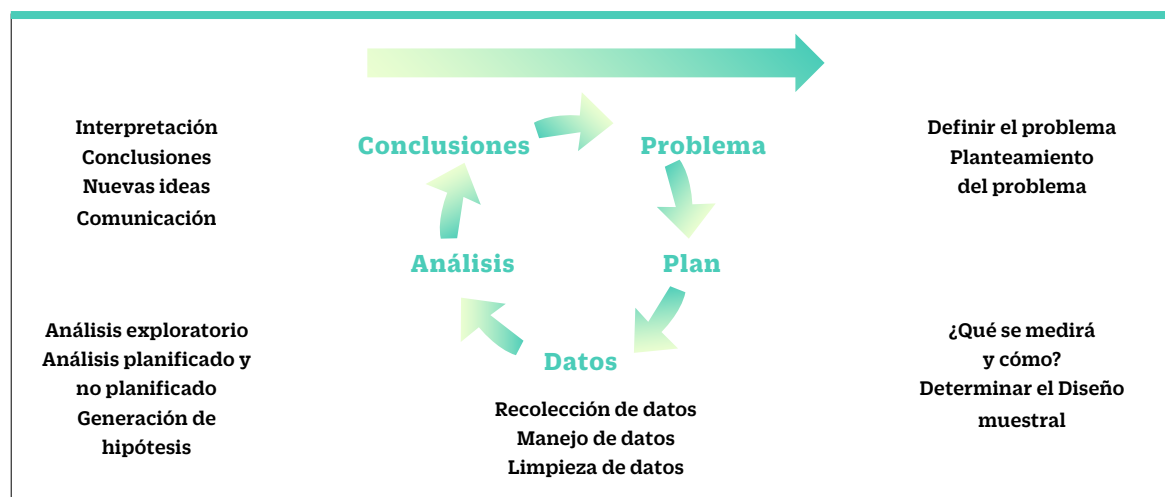 Conclusiones
Problema
Plan
Datos
Análisis
Definir el problema
Planteamiento
del problema
¿Qué se medirá
y cómo?
Determinar el Diseño
muestral
Recolección de datos
Manejo de datos
Limpieza de datos
Análisis exploratorio
Análisis planificado y
no planificado
Generación de
hipótesis
Interpretación
Conclusiones
Nuevas ideas
Comunicación